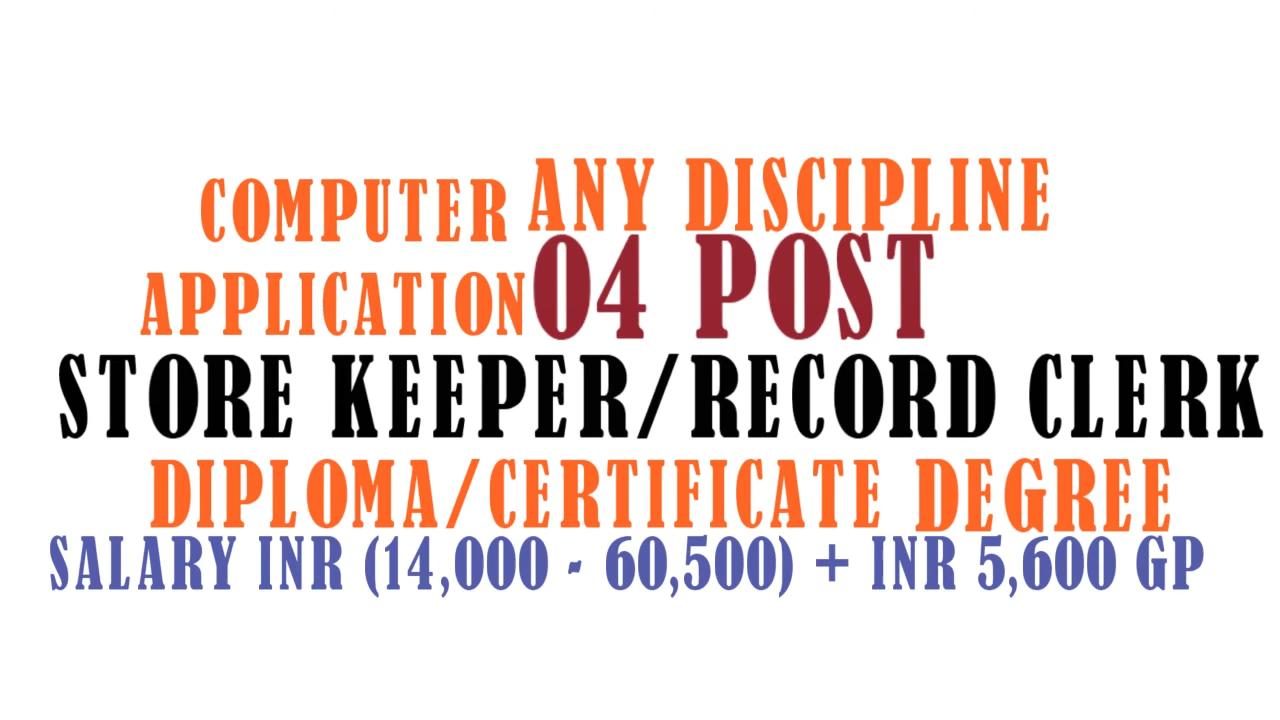 COMPUTER ANY DISCIPLINE
APPLICATION 04 POST
STORE KEEPER/RECORD CLERK
DIPLOMA/CERTIFICATE DEGREE
SALARY INR (14,000 - 60,500) + INR 5,600 GP